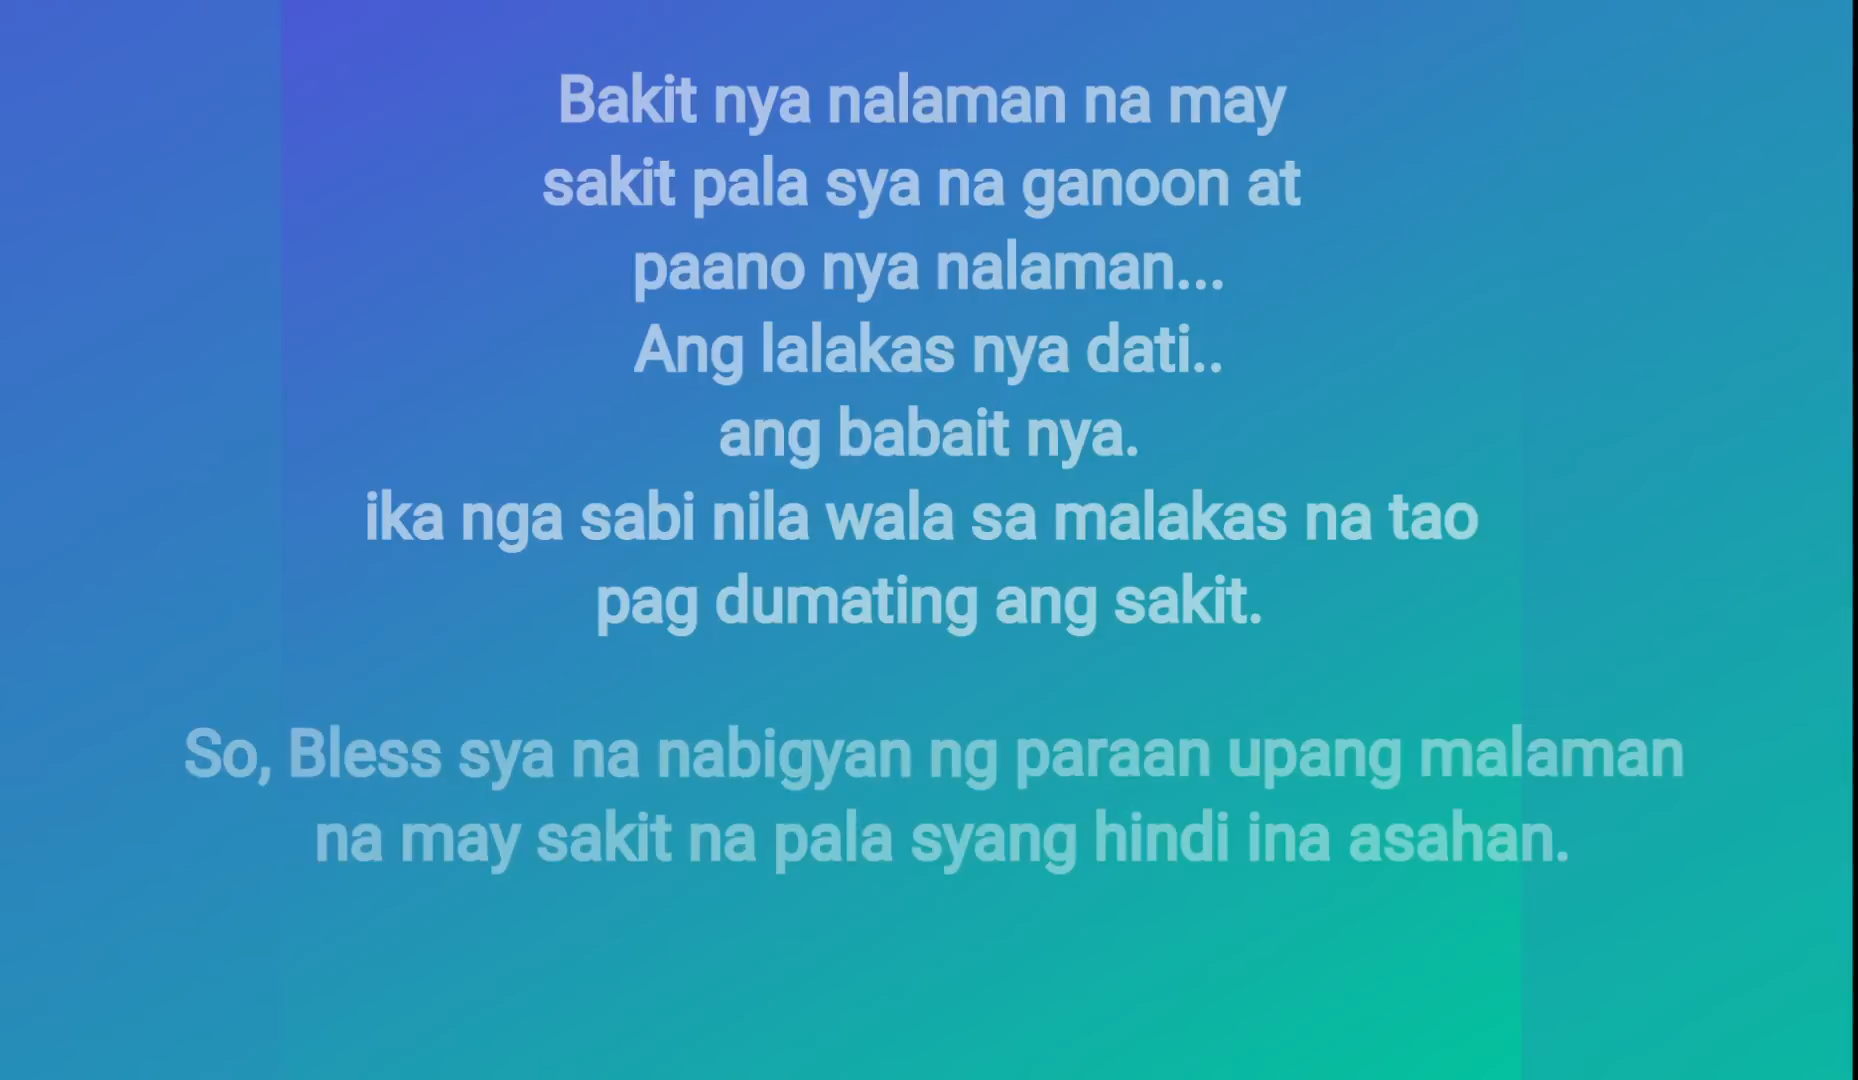 Bakit nya nalaman na may
sakit pala sya na ganoon at
paano nya nalaman...
Ang lalakas nya dati..
ang babait nya.
ika nga sabi nila wala sa malakas na tao
pag dumating ang sakit.
So, Bless sya na nabigyan ng paraan upang malaman
na may sakit na pala syang hindi ina asahan.